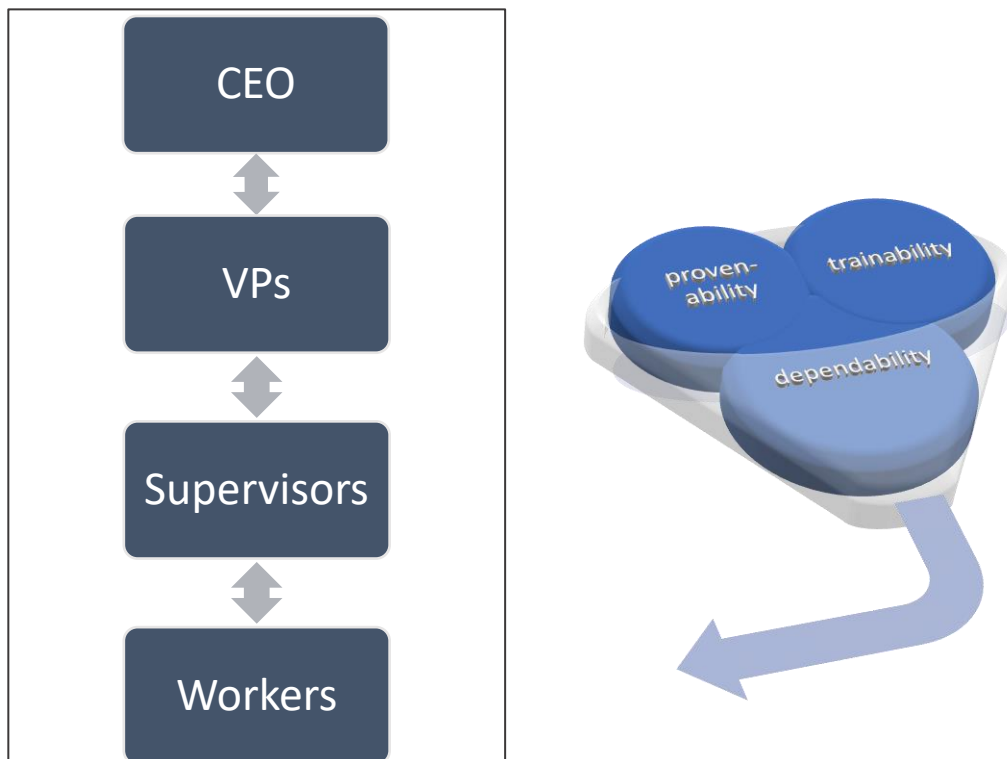 CEO
VPs
Supervisors
Workers
proven-
ability
trainability
dependability